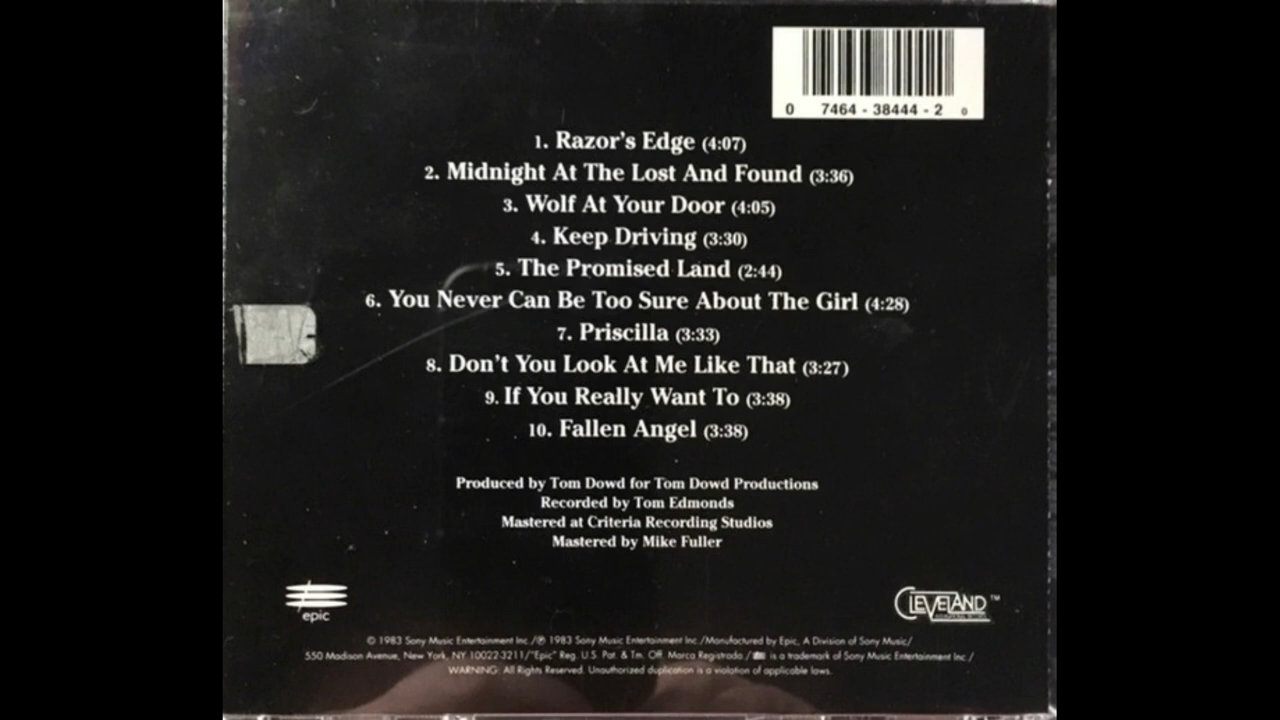 0 7464 - 38444 - 2 0
1. Razor's Edge (4:07)
2. Midnight At The Lost And Found (3:36)
3. Wolf At Your Door (4:05)
4. Keep Driving (3:30)
5. The Promised Land (2:44)
6. You Never Can Be Too Sure About The Girl (4:28)
7. Priscilla (3:33)
8. Don't You Look At Me Like That (3:27)
9. If You Really Want To (3:38)
10. Fallen Angel (3:38)
Produced by Tom Dowd for Tom Dowd Productions
Recorded by Tom Edmonds
Mastered at Criteria Recording Studios
Mastered by Mike Fuller
epic
CLEVELAND ™
© 1983 Sony Music Entertainment Inc./℗ 1983 Sony Music Entertainment Inc./Manufactured by Epic, A Division of Sony Music/
550 Madison Avenue, New York, NY 10022-3211/"Epic" Reg. U.S. Pat. & Tm. Off. Marca Registrada./ is a trademark of Sony Music Entertainment Inc./
WARNING: All Rights Reserved. Unauthorized duplication is a violation of applicable laws.